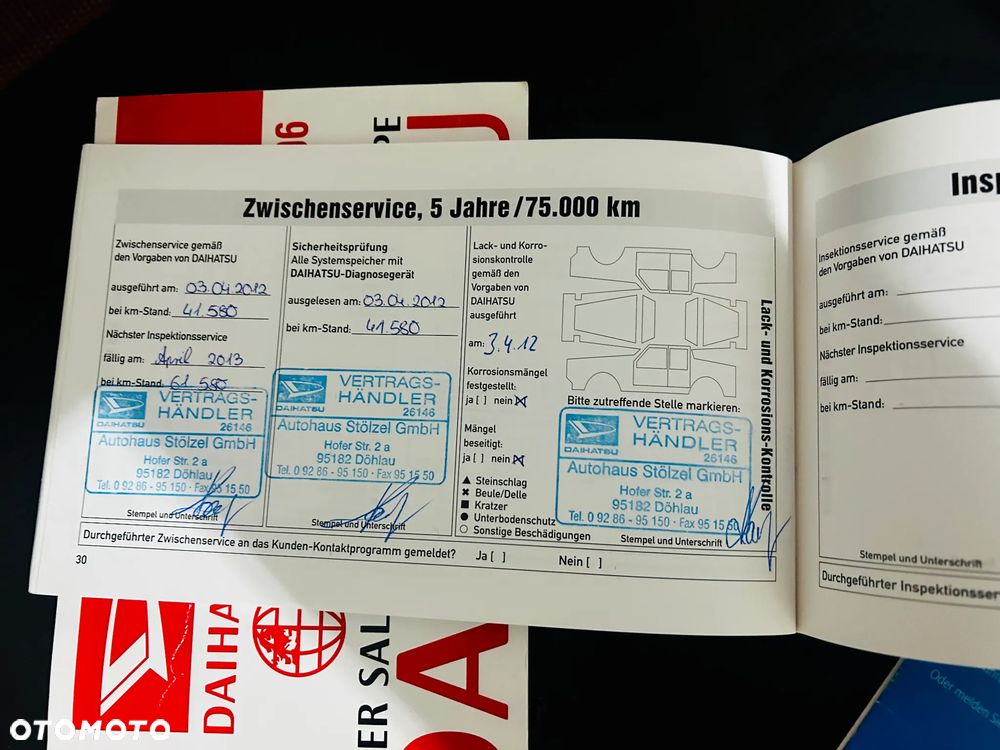 96
PE
Zwischenservice, 5 Jahre/75.000 km
Zwischenservice gemäß
den Vorgaben von DAIHATSU
ausgeführt am: 03.04.2012
bei km-Stand: 41.580
Nächster Inspektionsservice
fällig am: April 2013
bei km-Stand: 61.580
VERTRAGS-
HÄNDLER
DAIHATSU
26146
Autohaus Stölzel GmbH
Hofer Str. 2 a
95182 Döhlau
Tel. 0 92 86 - 95 150 · Fax 95 15 50
Stempel und Unterschrift
Sicherheitsprüfung
Alle Systemspeicher mit
DAIHATSU-Diagnosegerät
ausgelesen am: 03.04.2012
bei km-Stand: 41.580
VERTRAGS-
HÄNDLER
DAIHATSU
26146
Autohaus Stölzel GmbH
Hofer Str. 2 a
95182 Döhlau
Tel. 0 92 86 - 95 150 · Fax 95 15 50
Stempel und Unterschrift
Lack- und Korro-
sionskontrolle
gemäß den
Vorgaben von
DAIHATSU
ausgeführt
am: 3.4.12
Korrosionsmängel
festgestellt:
ja [ ] nein [x]
Mängel
beseitigt:
ja [ ] nein [x]
▲ Steinschlag
✖ Beule/Delle
■ Kratzer
● Unterbodenschutz
○ Sonstige Beschädigungen
Bitte zutreffende Stelle markieren:
VERTRAGS-
HÄNDLER
DAIHATSU
26146
Autohaus Stölzel GmbH
Hofer Str. 2 a
95182 Döhlau
Tel. 0 92 86 - 95 150 · Fax 95 15 50
Stempel und Unterschrift
Lack- und Korrosions-Kontrolle
Durchgeführter Zwischenservice an das Kunden-Kontaktprogramm gemeldet? Ja [ ] Nein [ ]
30
Insp
Insektionsservice gemäß
den Vorgaben von DAIHATSU
ausgeführt am:
bei km-Stand:
Nächster Inspektionsservice
fällig am:
bei km-Stand:
Stempel und Unterschrift
Durchgeführter Inspektionsser
DAIHA
ER SAL
A
Oder melden S
OTOMOTO